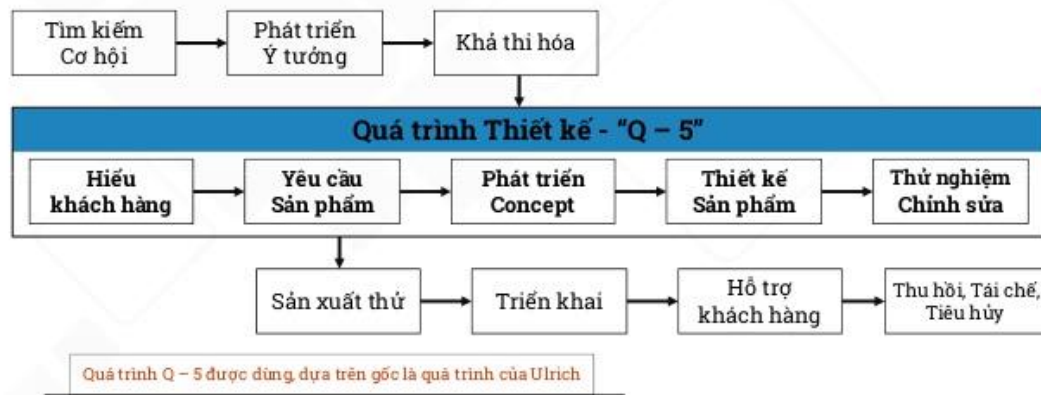 Tìm kiếm
Cơ hội
Phát triển
Ý tưởng
Khả thi hóa
Quá trình Thiết kế - “Q – 5”
Hiểu
khách hàng
Yêu cầu
Sản phẩm
Phát triển
Concept
Thiết kế
Sản phẩm
Thử nghiệm
Chỉnh sửa
Sản xuất thử
Triển khai
Hỗ trợ
khách hàng
Thu hồi, Tái chế,
Tiêu hủy
Quá trình Q – 5 được dùng, dựa trên gốc là quá trình của Ulrich